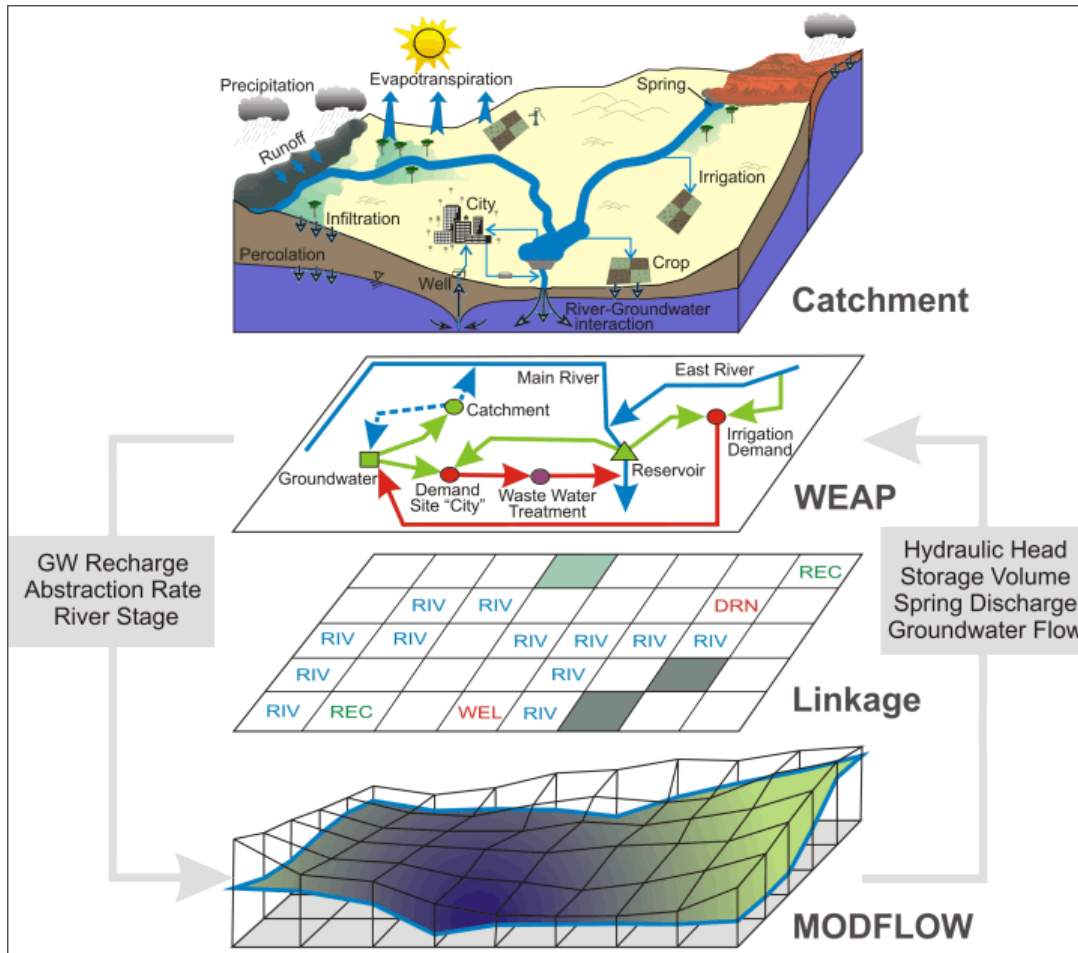 Precipitation
Evapotranspiration
Spring
Runoff
Irrigation
City
Infiltration
Percolation
Crop
Well
River-Groundwater
interaction
Catchment
Main River
East River
Catchment
Irrigation
Demand
Groundwater
Reservoir
Demand
Site "City"
Waste Water
Treatment
WEAP
GW Recharge
Abstraction Rate
River Stage
Hydraulic Head
Storage Volume
Spring Discharge
Groundwater Flow
REC
RIV RIV DRN
RIV RIV RIV RIV RIV RIV
RIV RIV
RIV REC WEL RIV
Linkage
MODFLOW